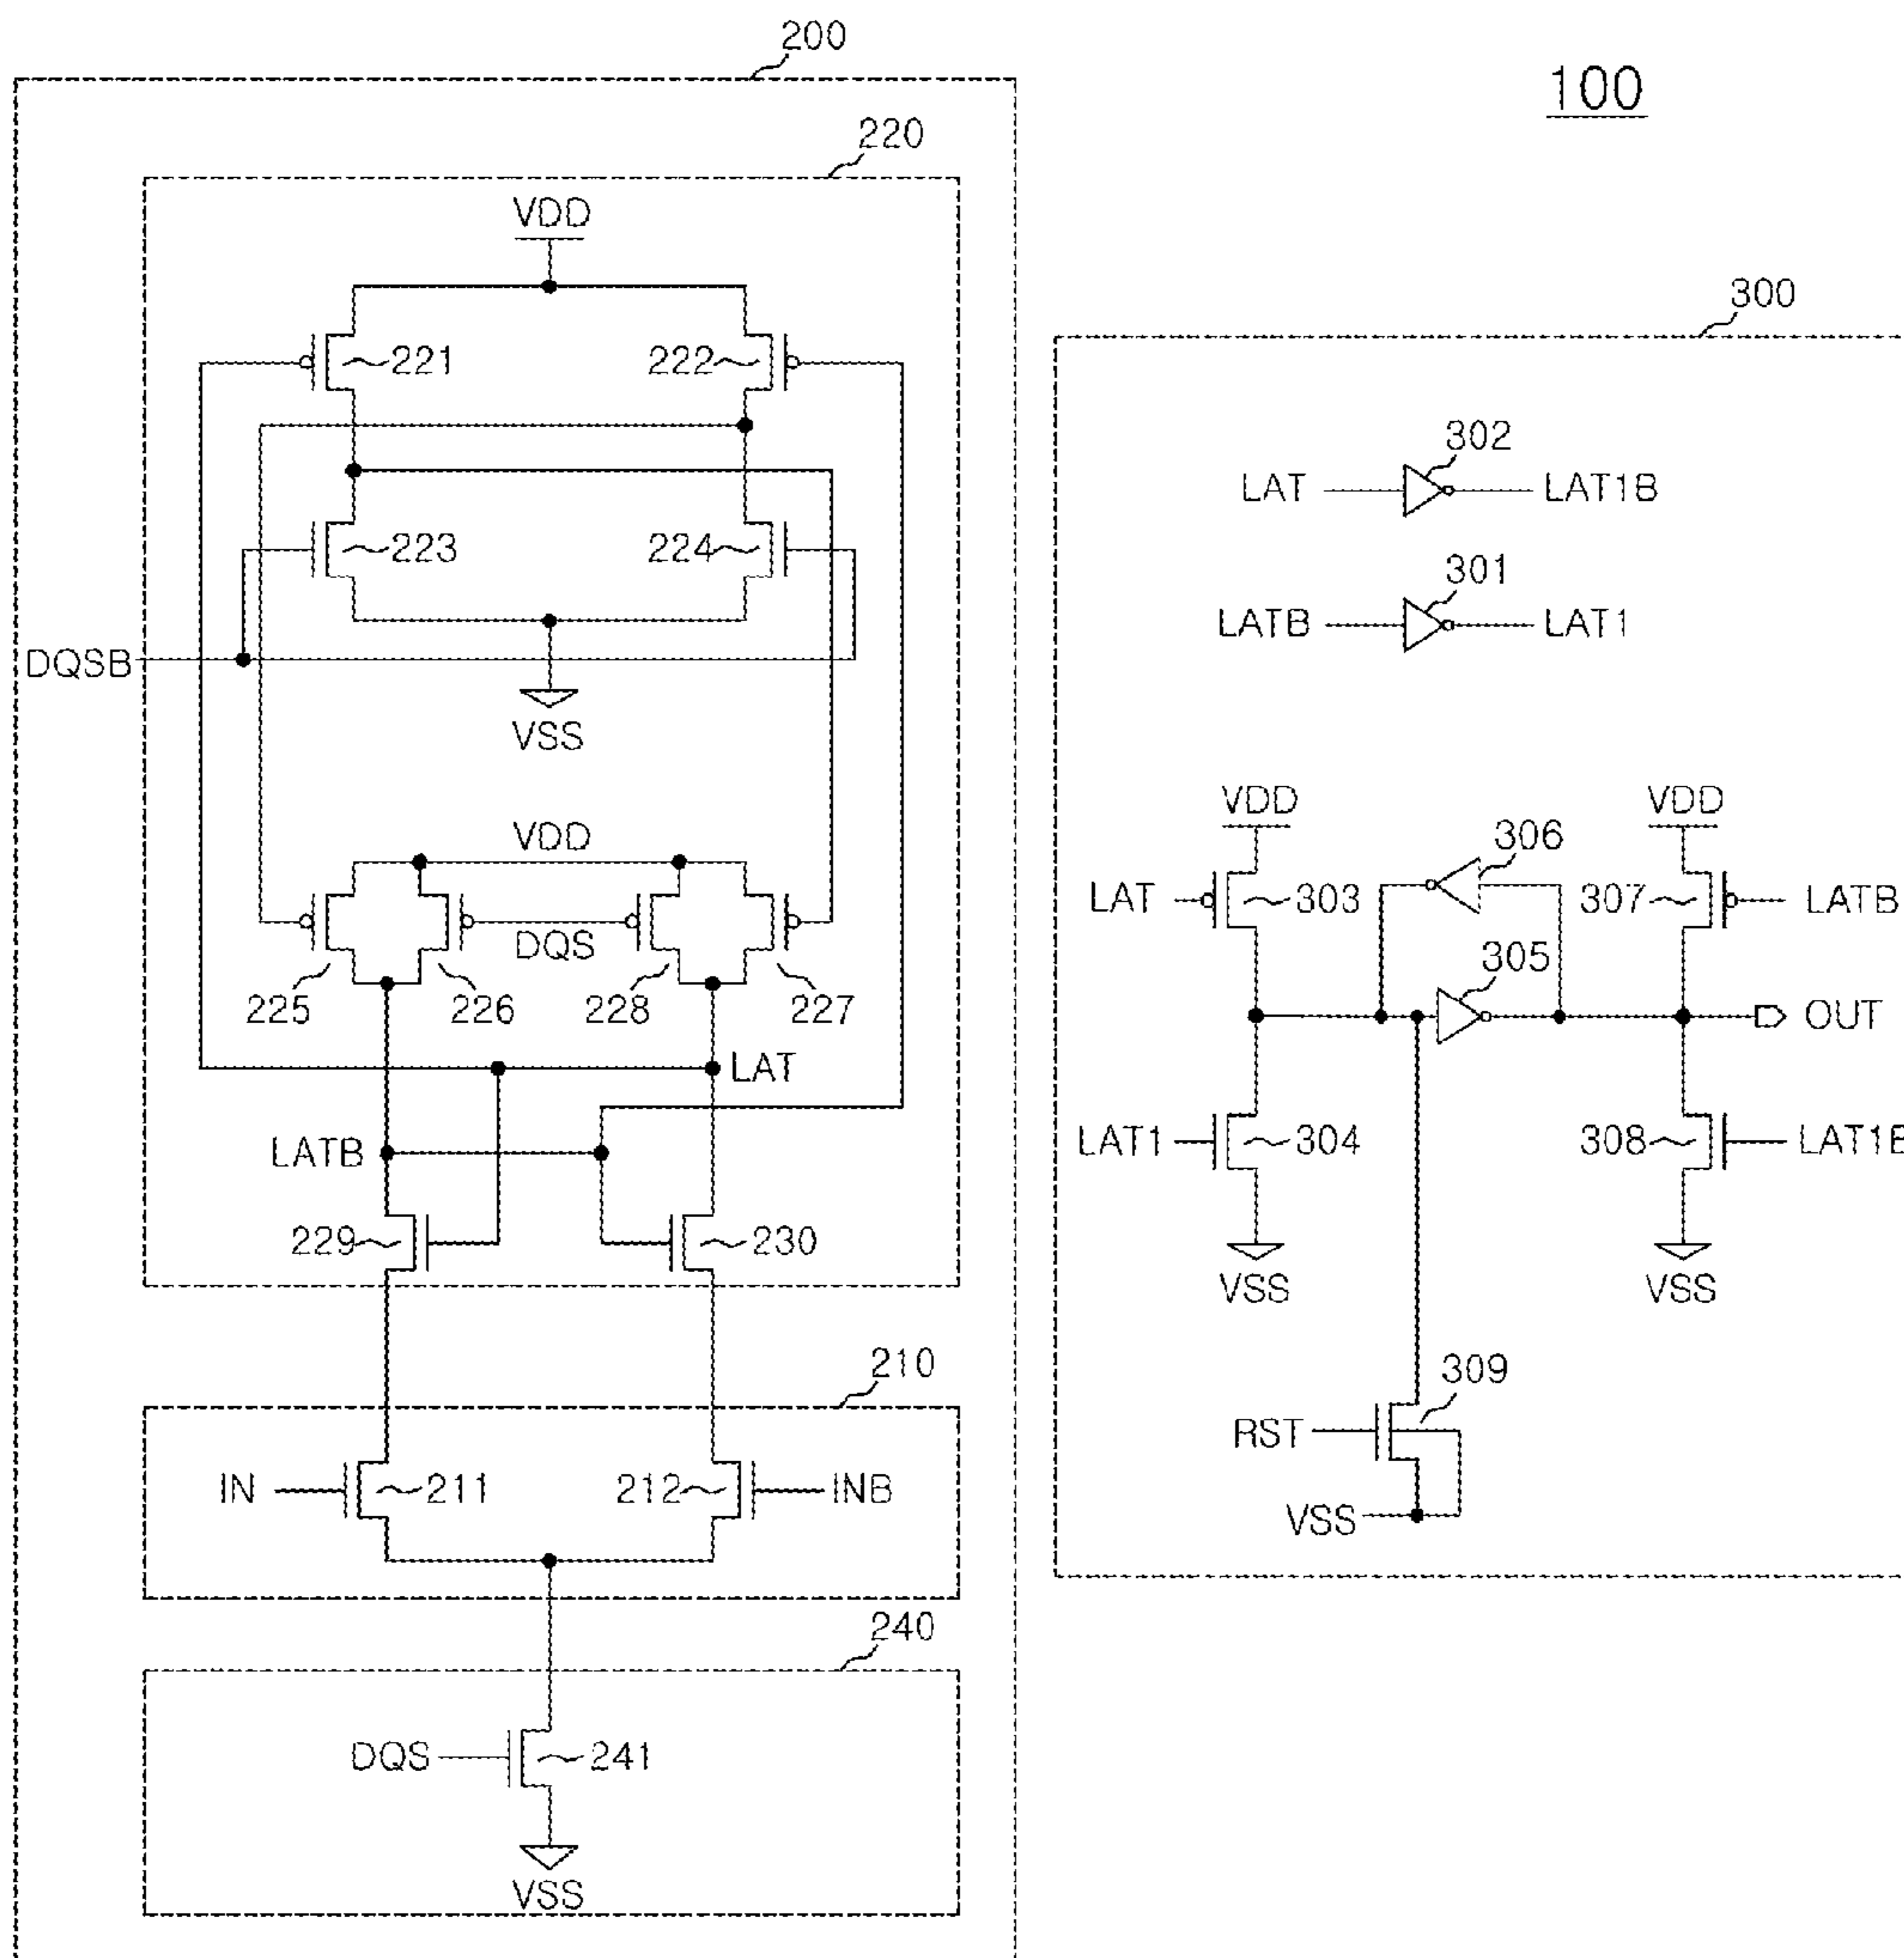 200
100
220
VDD
300
221
222
302
LAT
LAT1B
223
224
301
LATB
LAT1
DQSB
VSS
VDD
VDD
VDD
306
LAT
303
307
LATB
DQS
305
225
226
228
227
OUT
LAT
LATB
LAT1
304
308
LAT1B
229
230
VSS
VSS
210
309
RST
IN
211
212
INB
VSS
240
DQS
241
VSS